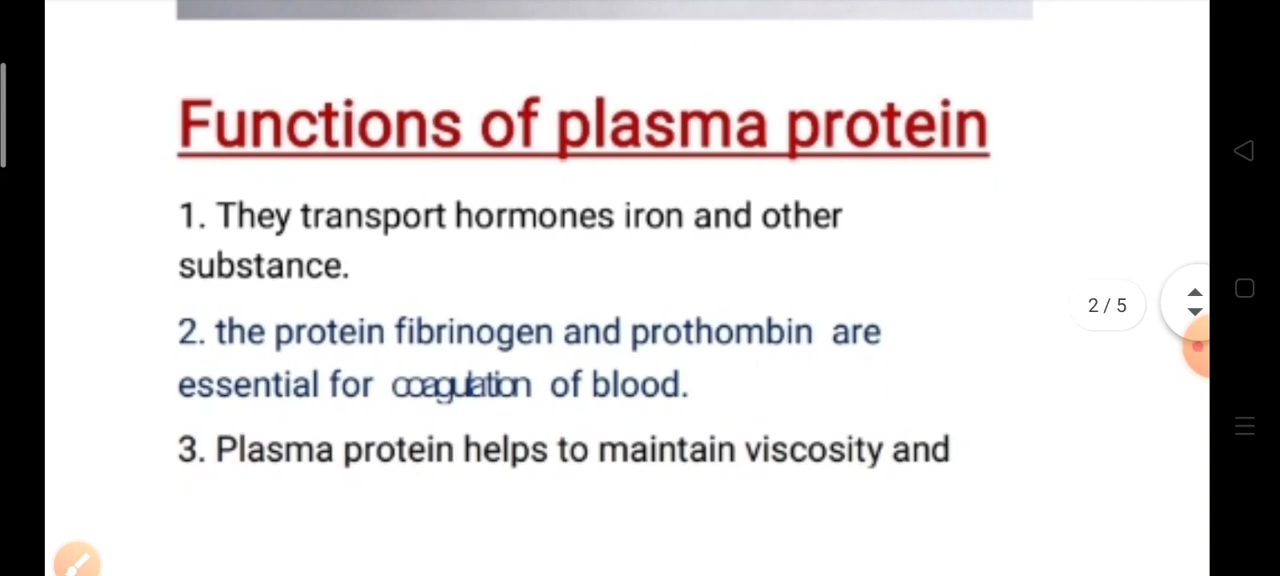 Functions of plasma protein
1. They transport hormones iron and other
substance.
2. the protein fibrinogen and prothombin are
essential for coagulation of blood.
2 / 5
3. Plasma protein helps to maintain viscosity and